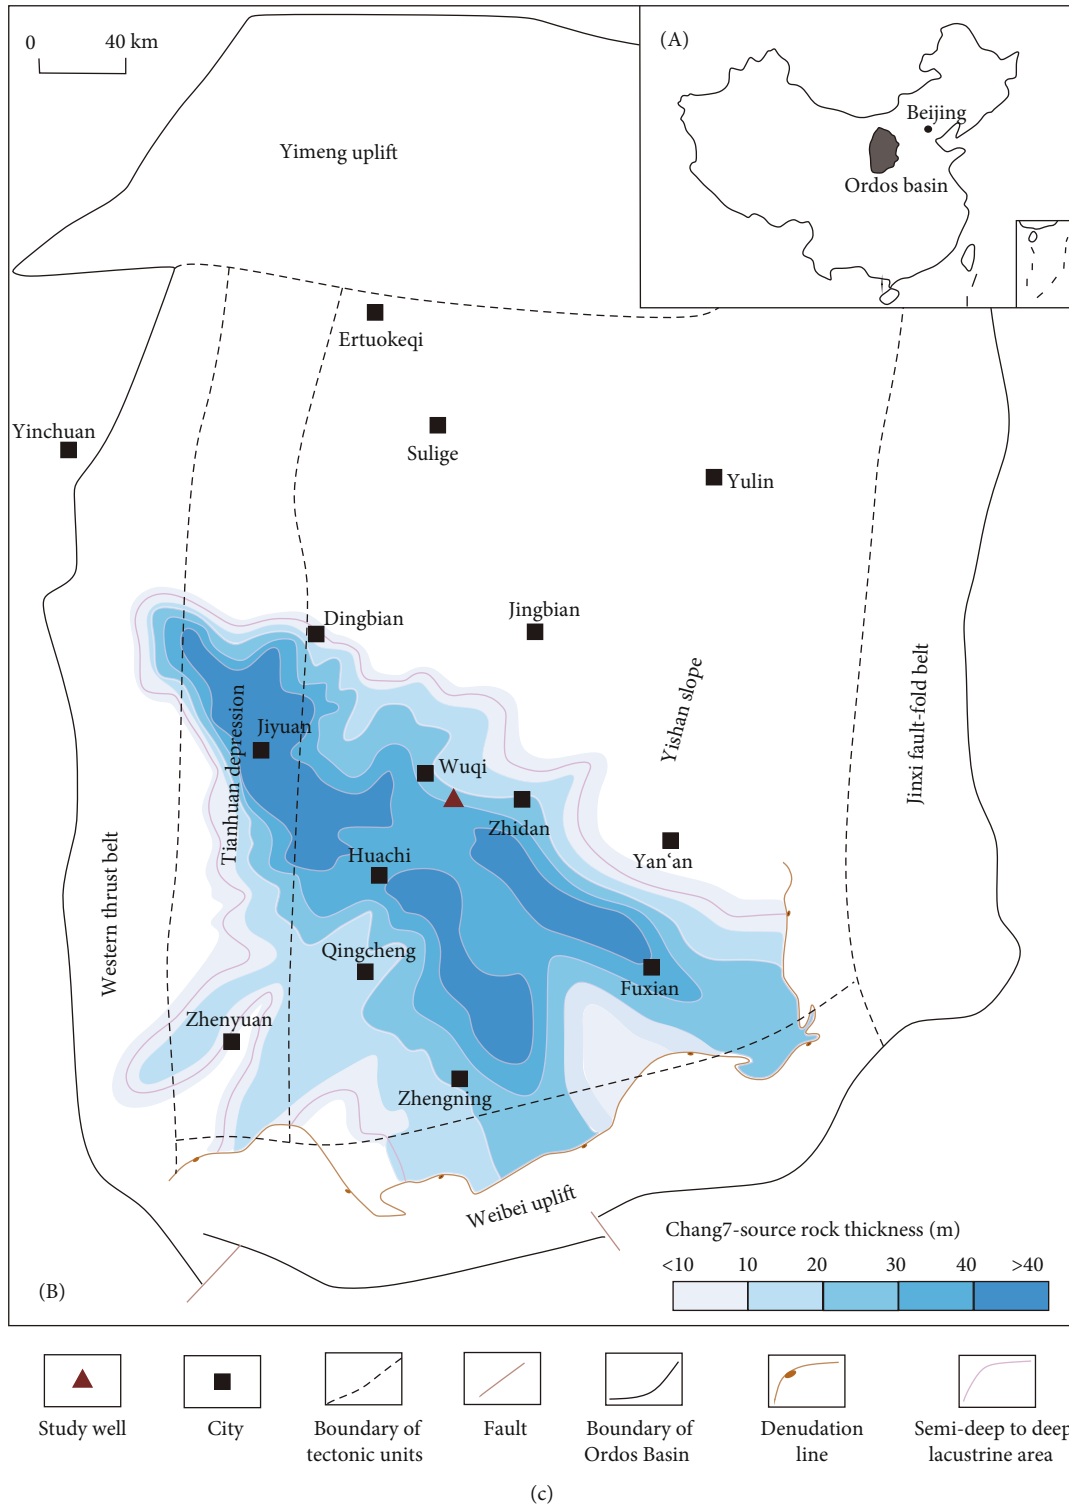 0 40 km
(A)
Beijing
Ordos basin
Yimeng uplift
Ertuokeqi
Yinchuan
Sulige
Yulin
Dingbian
Jingbian
Jiyuan
Tianhuan depression
Wuqi
Yishan slope
Jinxi fault-fold belt
Zhidan
Huachi
Yan‘an
Western thrust belt
Qingcheng
Fuxian
Zhenyuan
Zhengning
Weibei uplift
Chang7-source rock thickness (m)
<10 10 20 30 40 >40
(B)
Study well
City
Boundary of
tectonic units
Fault
Boundary of
Ordos Basin
Denudation
line
Semi-deep to deep
lacustrine area
(c)